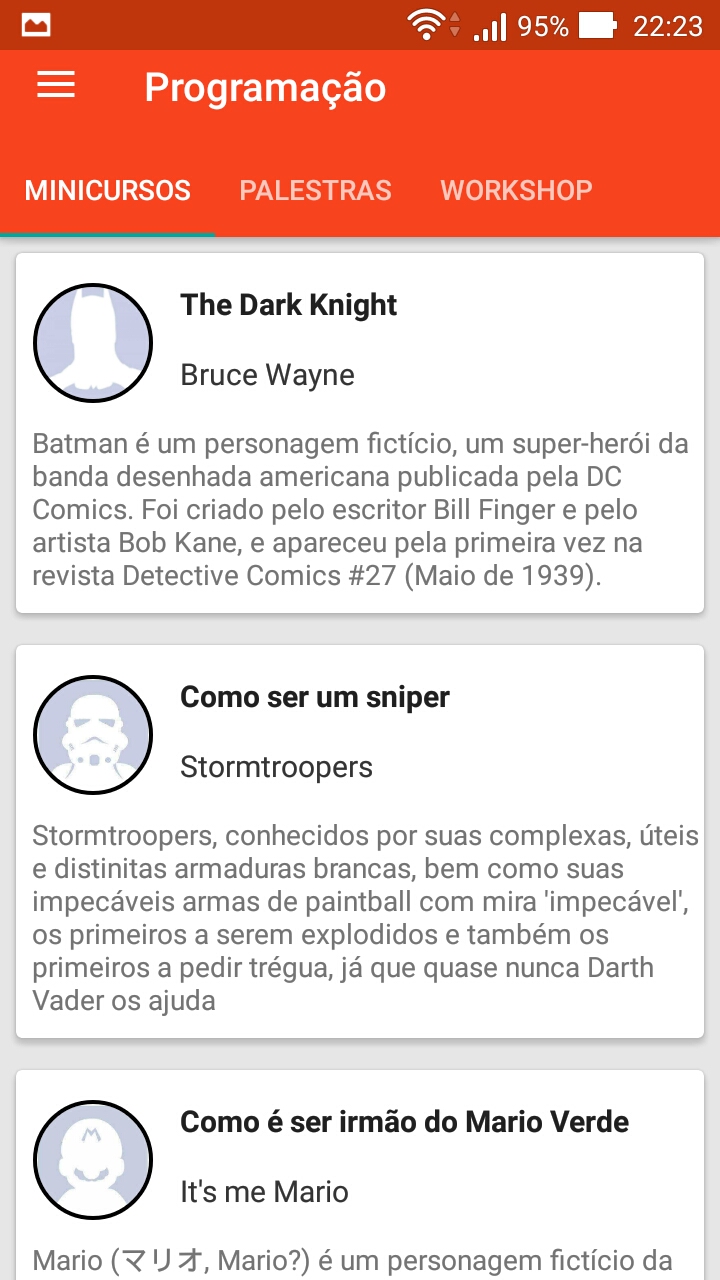 95% 22:23
Programação
MINICURSOS PALESTRAS WORKSHOP
The Dark Knight
Bruce Wayne
Batman é um personagem fictício, um super-herói da
banda desenhada americana publicada pela DC
Comics. Foi criado pelo escritor Bill Finger e pelo
artista Bob Kane, e apareceu pela primeira vez na
revista Detective Comics #27 (Maio de 1939).
Como ser um sniper
Stormtroopers
Stormtroopers, conhecidos por suas complexas, úteis
e distinitas armaduras brancas, bem como suas
impecáveis armas de paintball com mira 'impecável',
os primeiros a serem explodidos e também os
primeiros a pedir trégua, já que quase nunca Darth
Vader os ajuda
Como é ser irmão do Mario Verde
It's me Mario
Mario (マリオ, Mario?) é um personagem fictício da